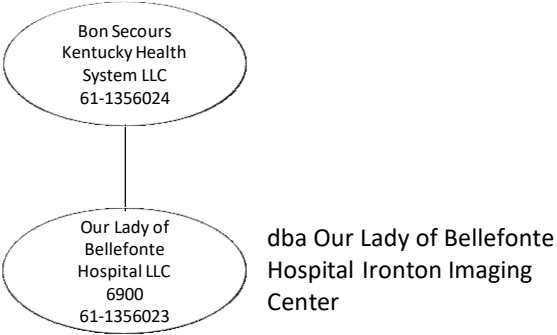 Bon Secours
Kentucky Health
System LLC
61-1356024
Our Lady of
Bellefonte
Hospital LLC
6900
61-1356023
dba Our Lady of Bellefonte
Hospital Ironton Imaging
Center